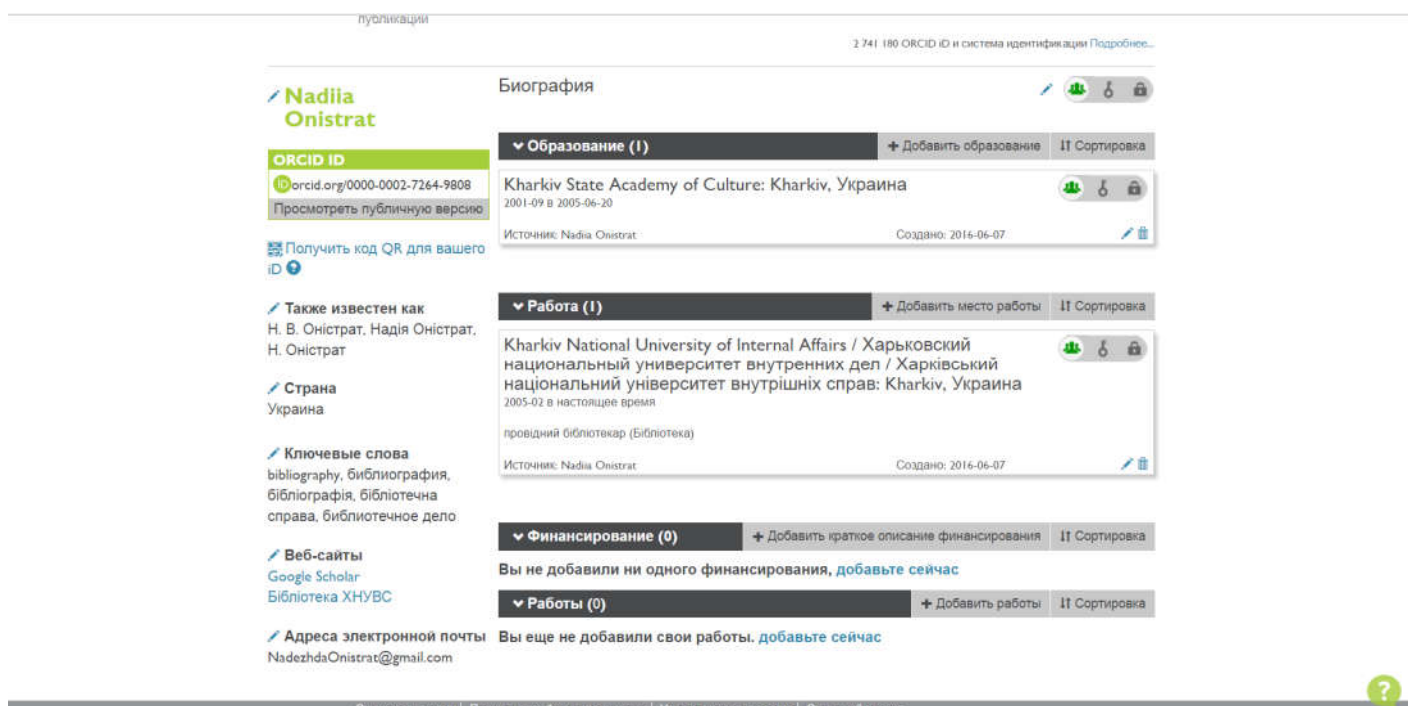 публикации
2 741 180 ORCID iD и система идентификации Подробнее...
Nadiia
Onistrat
ORCID ID
iD orcid.org/0000-0002-7264-9808
Просмотреть публичную версию
Получить код QR для вашего
iD ?
Также известен как
Н. В. Оністрат, Надія Оністрат,
Н. Оністрат
Страна
Украина
Ключевые слова
bibliography, библиография,
бібліографія, бібліотечна
справа, библиотечное дело
Веб-сайты
Google Scholar
Бібліотека ХНУВС
Адреса электронной почты
NadezhdaOnistrat@gmail.com
Биография
Образование (1)
+ Добавить образование
Сортировка
Kharkiv State Academy of Culture: Kharkiv, Украина
2001-09 в 2005-06-20
Источник: Nadiia Onistrat
Создано: 2016-06-07
Работа (1)
+ Добавить место работы
Сортировка
Kharkiv National University of Internal Affairs / Харьковский
национальный университет внутренних дел / Харківський
національний університет внутрішніх справ: Kharkiv, Украина
2005-02 в настоящее время
провідний бібліотекар (Бібліотека)
Источник: Nadiia Onistrat
Создано: 2016-06-07
Финансирование (0)
+ Добавить краткое описание финансирования
Сортировка
Вы не добавили ни одного финансирования, добавьте сейчас
Работы (0)
+ Добавить работы
Сортировка
Вы еще не добавили свои работы. добавьте сейчас
?